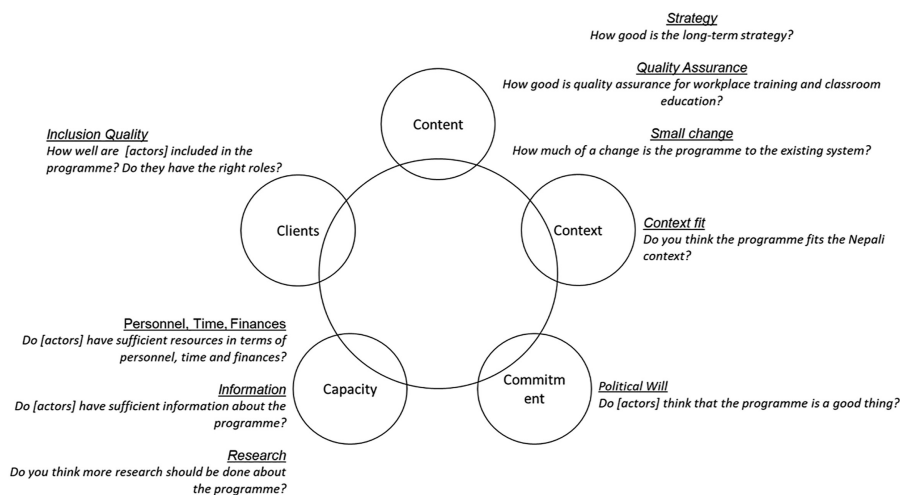 Strategy
How good is the long-term strategy?
Quality Assurance
How good is quality assurance for workplace training and classroom
education?
Small change
How much of a change is the programme to the existing system?
Content
Inclusion Quality
How well are [actors] included in the
programme? Do they have the right roles?
Clients
Context
Context fit
Do you think the programme fits the Nepali
context?
Personnel, Time, Finances
Do [actors] have sufficient resources in terms of
personnel, time and finances?
Information
Do [actors] have sufficient information about the
programme?
Research
Do you think more research should be done about
the programme?
Capacity
Commitm
ent
Political Will
Do [actors] think that the programme is a good thing?